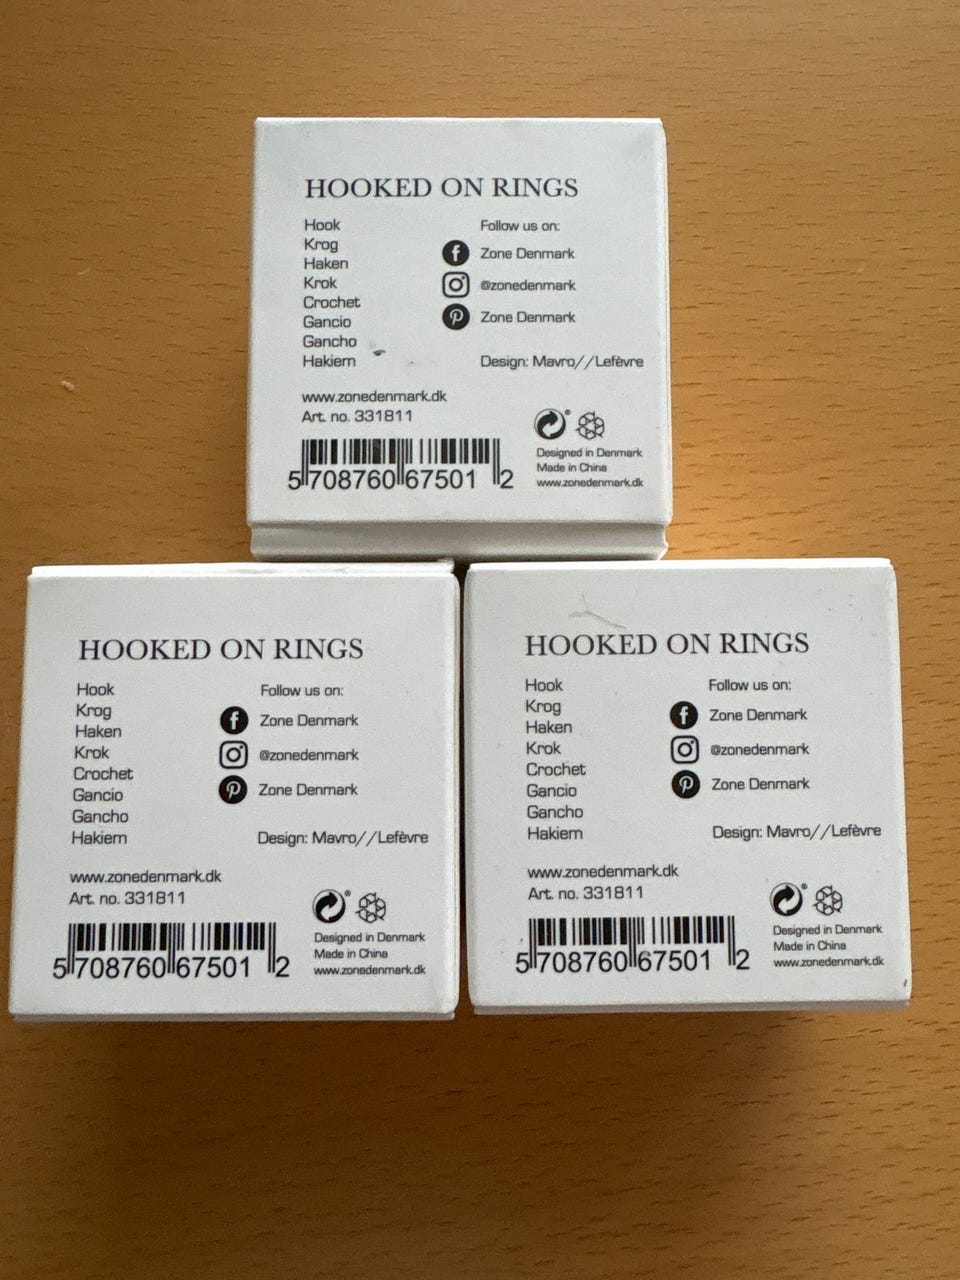 HOOKED ON RINGS
Hook
Krog
Haken
Krok
Crochet
Gancio
Gancho
Hakiem
Follow us on:
Zone Denmark
@zonedenmark
Zone Denmark
Design: Mavro//Lefèvre
www.zonedenmark.dk
Art. no. 331811
5 708760 67501 2
Designed in Denmark
Made in China
www.zonedenmark.dk
HOOKED ON RINGS
Hook
Krog
Haken
Krok
Crochet
Gancio
Gancho
Hakiem
Follow us on:
Zone Denmark
@zonedenmark
Zone Denmark
Design: Mavro//Lefèvre
www.zonedenmark.dk
Art. no. 331811
5 708760 67501 2
Designed in Denmark
Made in China
www.zonedenmark.dk
HOOKED ON RINGS
Hook
Krog
Haken
Krok
Crochet
Gancio
Gancho
Hakiem
Follow us on:
Zone Denmark
@zonedenmark
Zone Denmark
Design: Mavro//Lefèvre
www.zonedenmark.dk
Art. no. 331811
5 708760 67501 2
Designed in Denmark
Made in China
www.zonedenmark.dk